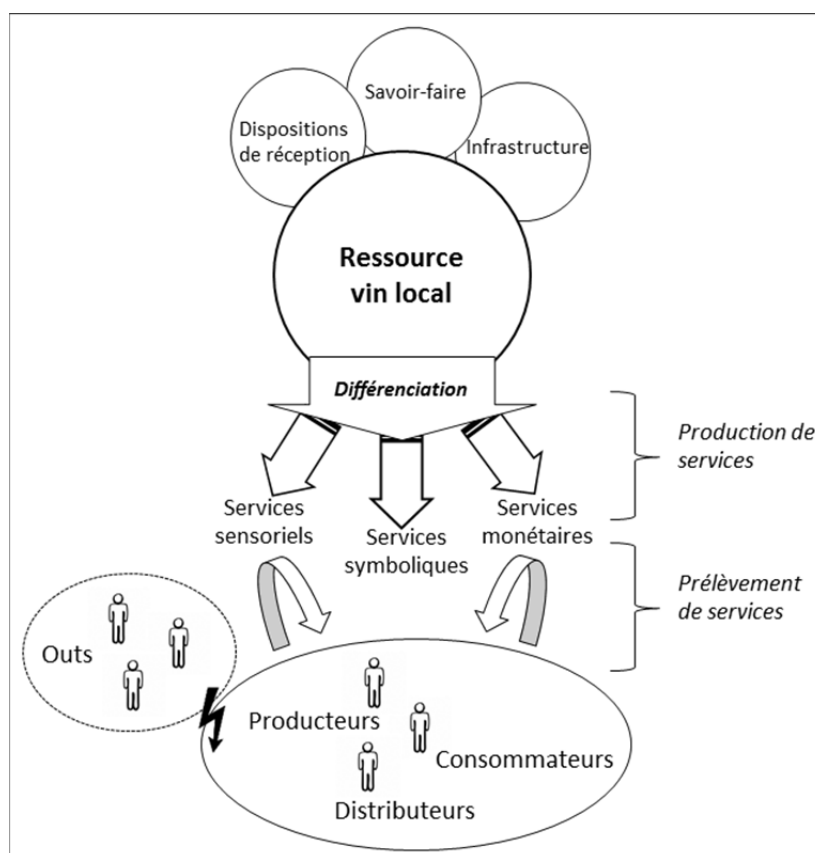 Savoir-faire
Dispositions
de réception
Infrastructure
Ressource
vin local
Différenciation
Production de
services
Services
sensoriels
Services
symboliques
Services
monétaires
Prélèvement
de services
Outs
Producteurs
Consommateurs
Distributeurs